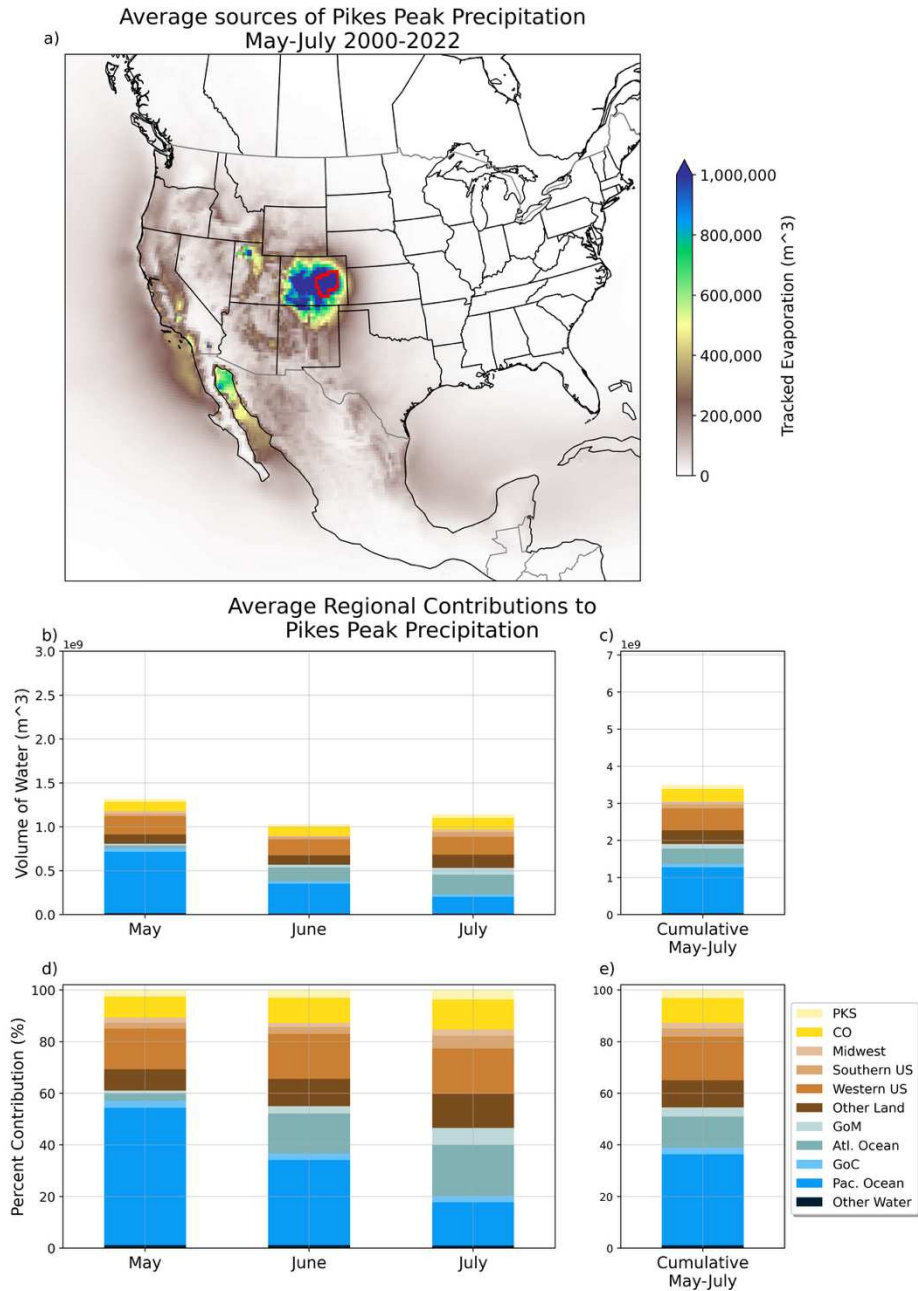 Average sources of Pikes Peak Precipitation
May-July 2000-2022
a)
1,000,000
800,000
600,000
400,000
200,000
0
Tracked Evaporation (m^3)
Average Regional Contributions to
Pikes Peak Precipitation
b)
1e9
3.0
2.5
2.0
1.5
1.0
0.5
0.0
Volume of Water (m^3)
May
June
July
c)
1e9
7
6
5
4
3
2
1
0
Cumulative
May-July
d)
100
80
60
40
20
0
Percent Contribution (%)
May
June
July
e)
100
80
60
40
20
0
Cumulative
May-July
PKS
CO
Midwest
Southern US
Western US
Other Land
GoM
Atl. Ocean
GoC
Pac. Ocean
Other Water